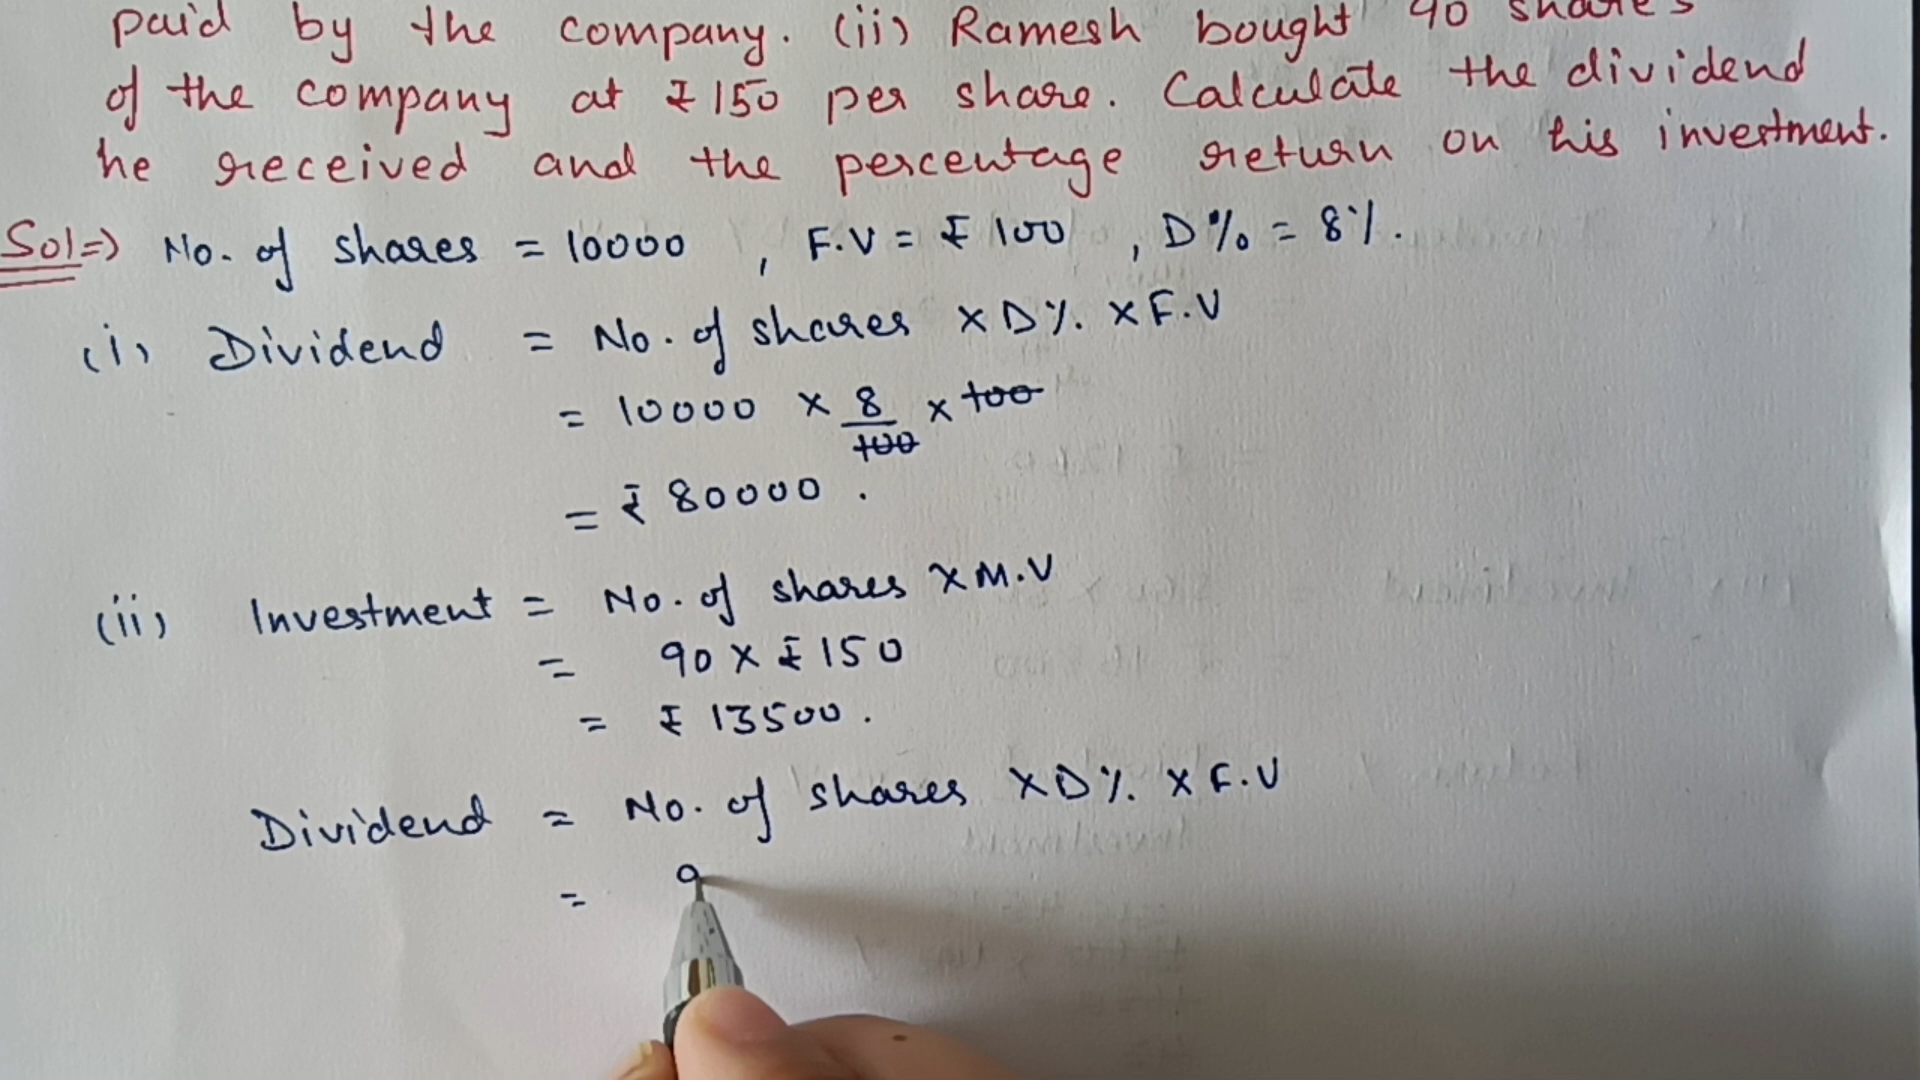 paid by the company. (ii) Ramesh bought 90 shares
of the company at ₹150 per share. Calculate the dividend
he received and the percentage return on his investment.
Sol=) No. of shares = 10000 , F.V = ₹ 100 , D% = 8%.
(i) Dividend = No. of shares × D% × F.V
= 10000 × 8/100 × 100
= ₹ 80000 .
(ii) Investment = No. of shares × M.V
= 90 × ₹ 150
= ₹ 13500 .
Dividend = No. of shares × D% × F.V
= 9